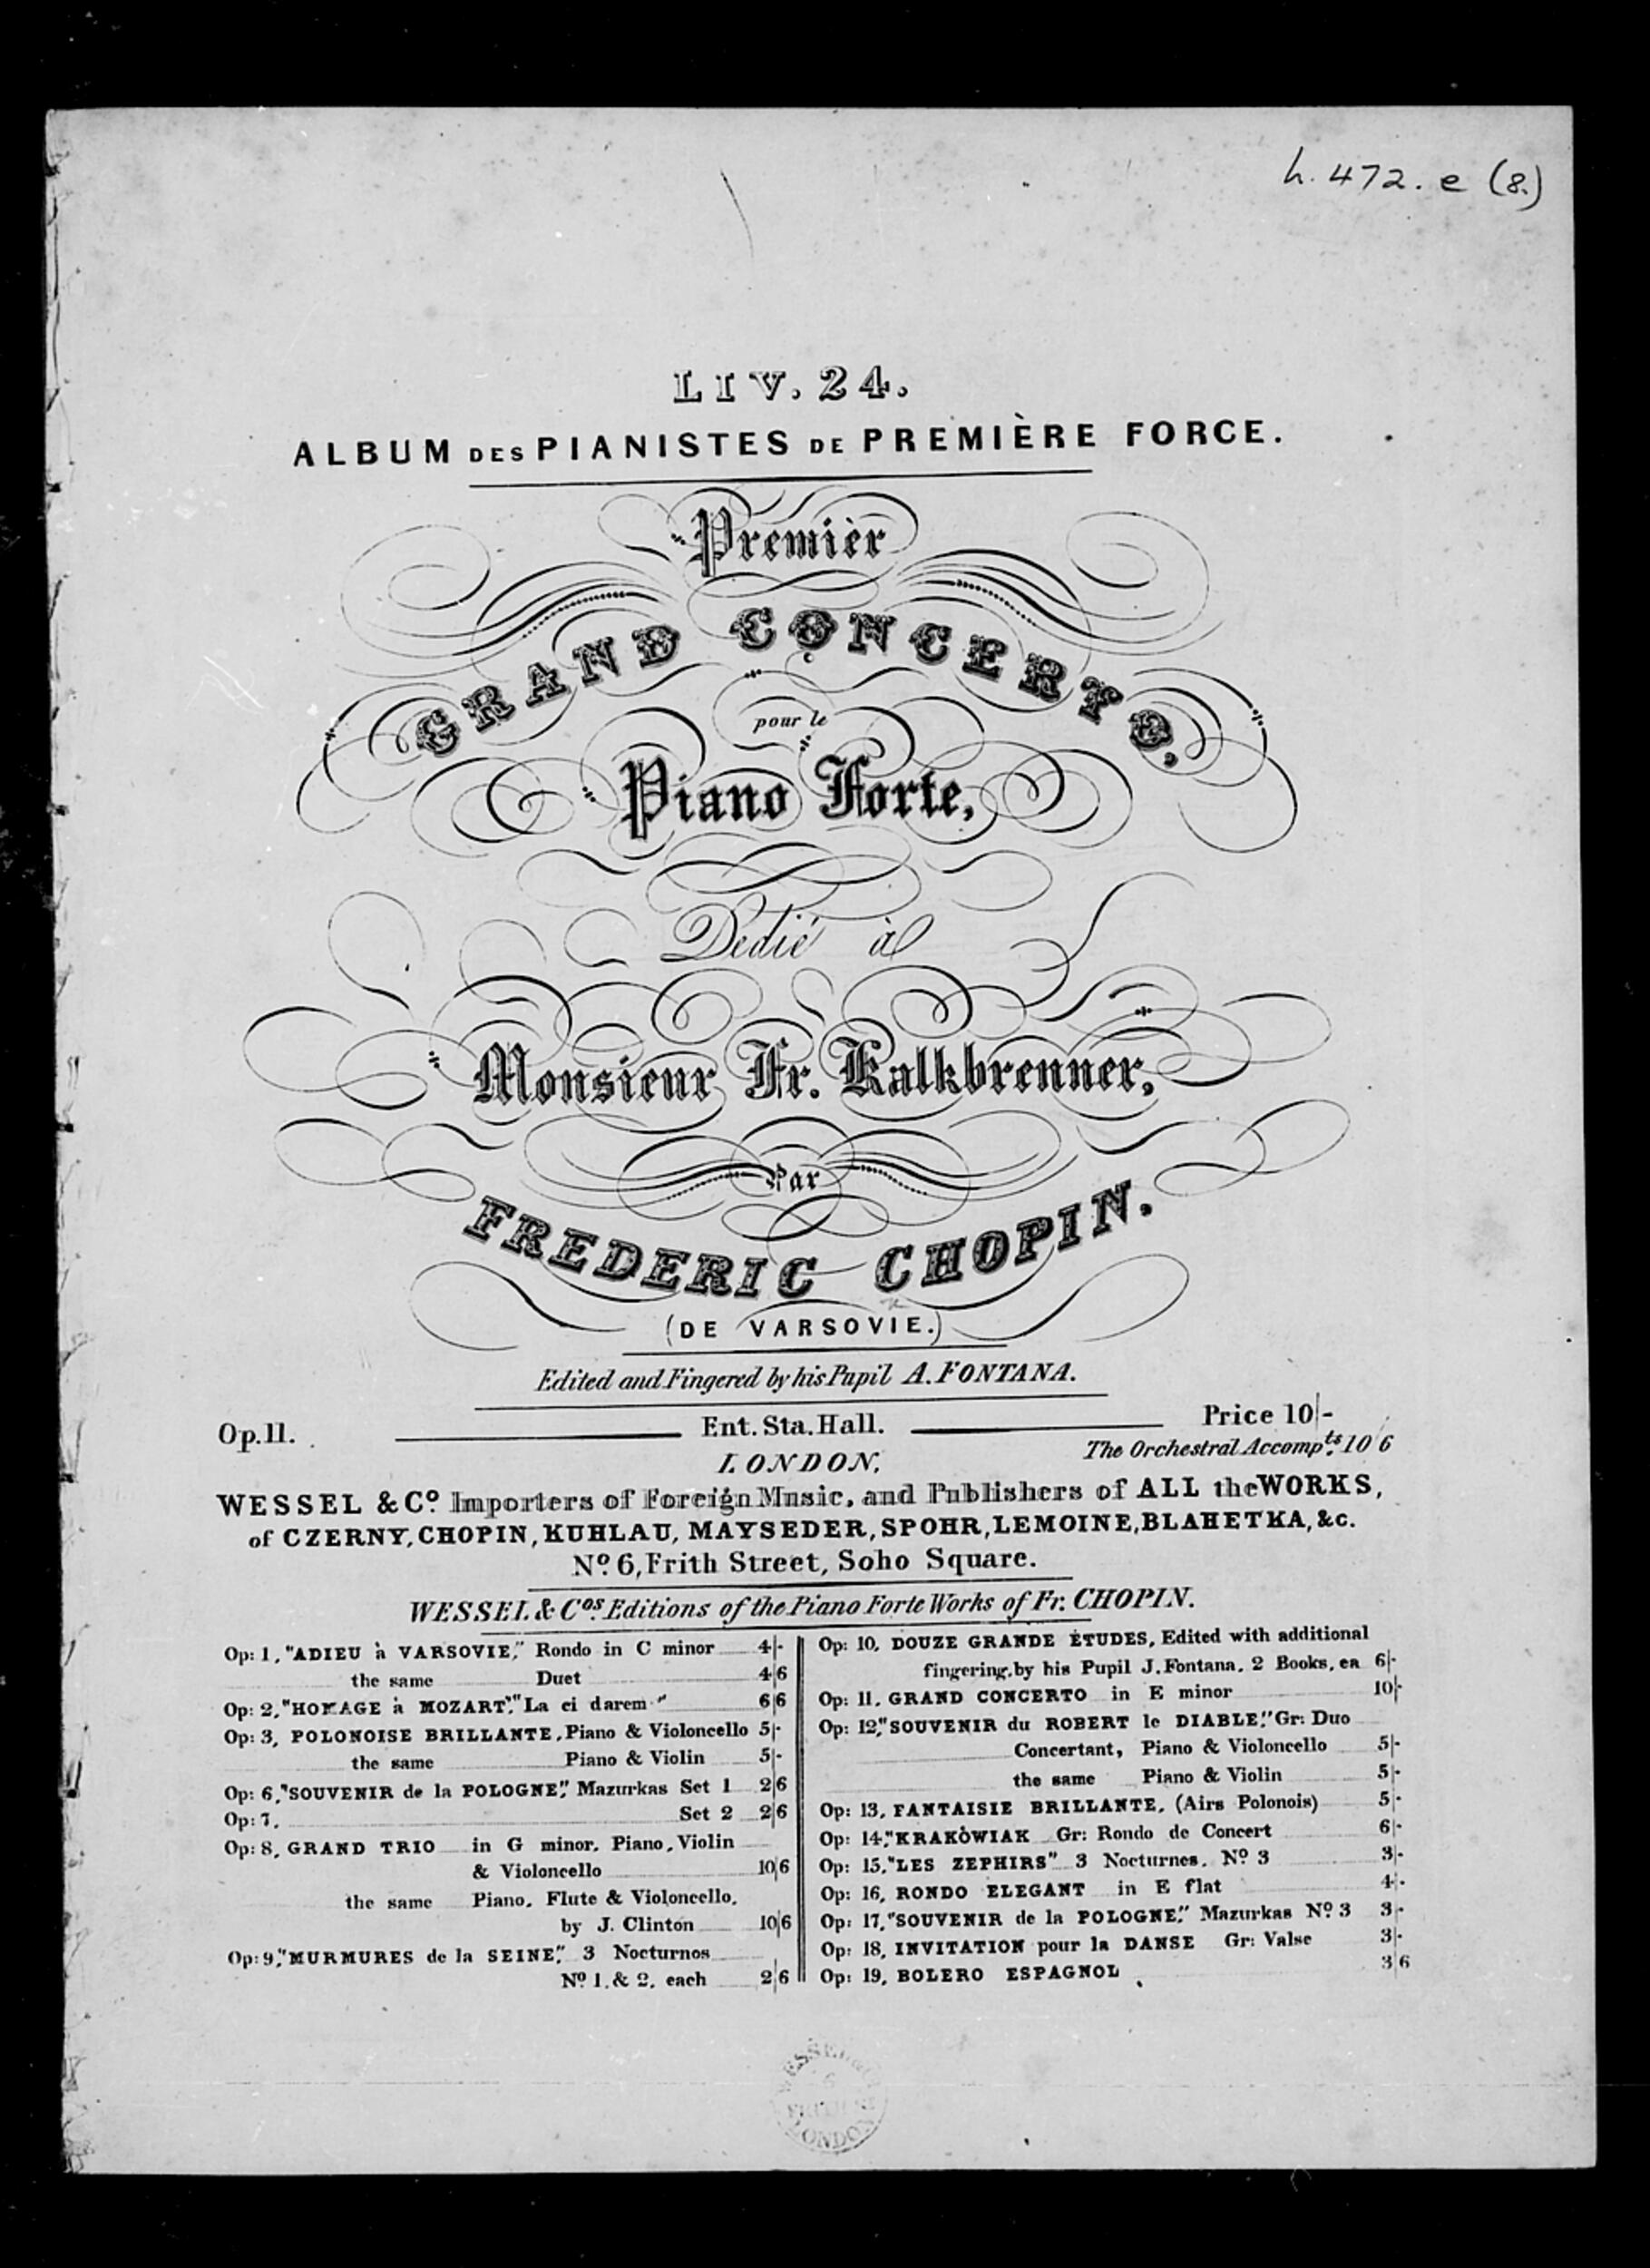 h. 472. e (8.)
LIV. 24.
ALBUM DES PIANISTES DE PREMIÈRE FORCE.
Premièr
GRAND CONCERTO,
pour le
Piano Forte,
Dedié à
Monsieur Fr. Kalkbrenner,
Par
FREDERIC CHOPIN.
(DE VARSOVIE.)
Edited and Fingered by his Pupil A. FONTANA.
Op. 11. Ent. Sta. Hall. Price 10/-
The Orchestral Accompts. 10 6
LONDON,
WESSEL & Co. Importers of Foreign Music, and Publishers of ALL the WORKS,
of CZERNY, CHOPIN, KUHLAU, MAYSEDER, SPOHR, LEMOINE, BLAHETKA, &c.
No. 6, Frith Street, Soho Square.
WESSEL & Cos. Editions of the Piano Forte Works of Fr. CHOPIN.
Op: 1, "ADIEU à VARSOVIE," Rondo in C minor 4/-
the same Duet 4/6
Op: 2, "HOMAGE à MOZART", "La ci darem" 6/6
Op: 3, POLONOISE BRILLANTE, Piano & Violoncello 5/-
the same Piano & Violin 5/-
Op: 6, "SOUVENIR de la POLOGNE," Mazurkas Set 1 2/6
Op: 7, Set 2 2/6
Op: 8, GRAND TRIO in G minor, Piano, Violin
& Violoncello 10/6
the same Piano, Flute & Violoncello,
by J. Clinton 10/6
Op: 9, "MURMURES de la SEINE," 3 Nocturnos
No. 1. & 2. each 2/6
Op: 10, DOUZE GRANDE ÉTUDES, Edited with additional
fingering, by his Pupil J. Fontana. 2 Books, ea 6/-
Op: 11, GRAND CONCERTO in E minor 10/-
Op: 12, "SOUVENIR du ROBERT le DIABLE," Gr: Duo
Concertant, Piano & Violoncello 5/-
the same Piano & Violin 5/-
Op: 13, FANTAISIE BRILLANTE, (Airs Polonois) 5/-
Op: 14, "KRAKÒWIAK Gr: Rondo de Concert 6/-
Op: 15, "LES ZEPHIRS" 3 Nocturnes. No. 3 3/-
Op: 16, RONDO ELEGANT in E flat 4/-
Op: 17, "SOUVENIR de la POLOGNE," Mazurkas No. 3 3/-
Op: 18, INVITATION pour la DANSE Gr: Valse 3/-
Op: 19, BOLERO ESPAGNOL 3/6
WESSEL
6
LONDON